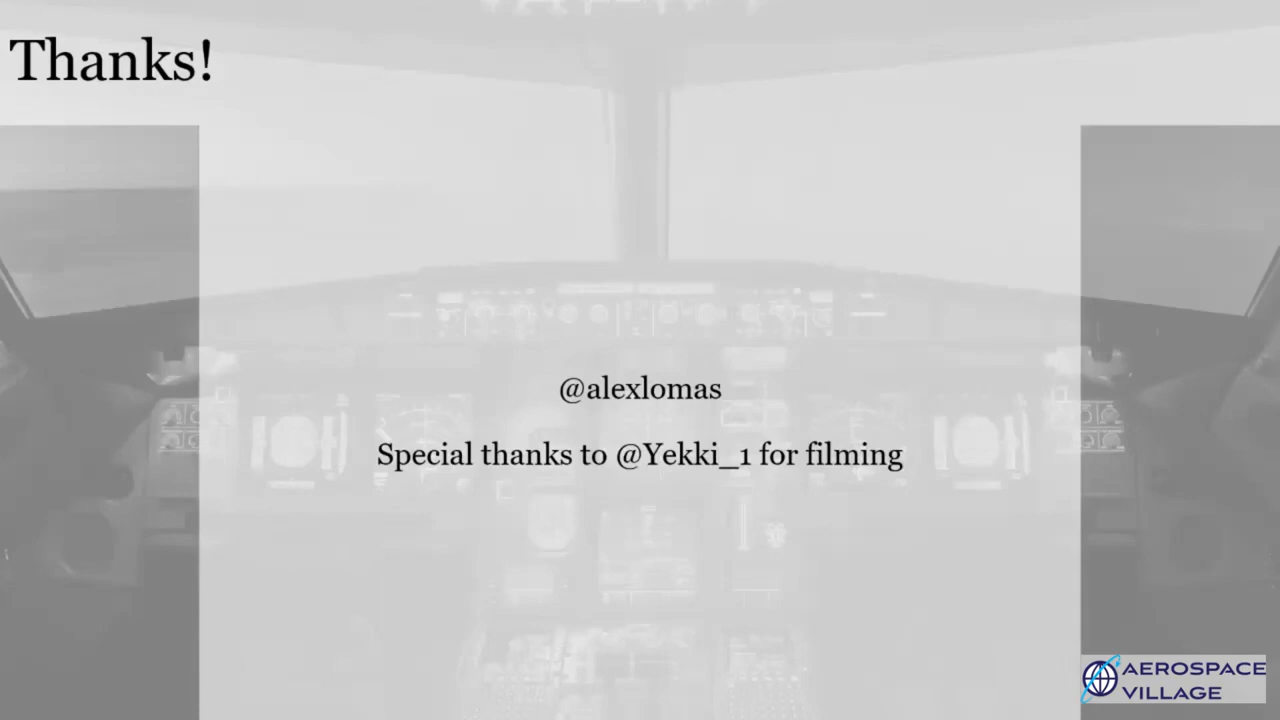 Thanks!
@alexlomas
Special thanks to @Yekki_1 for filming
AEROSPACE
VILLAGE